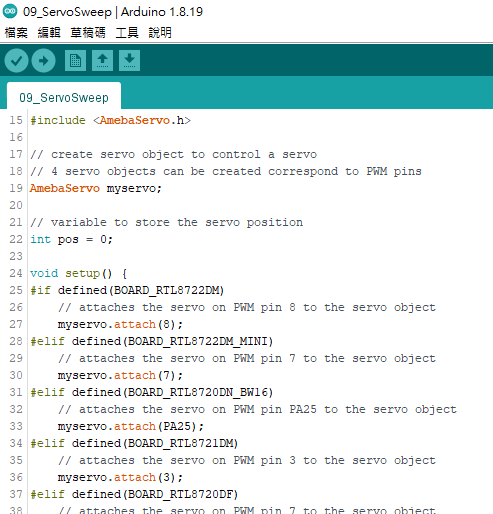 09_ServoSweep | Arduino 1.8.19
檔案 編輯 草稿碼 工具 說明
09_ServoSweep
15 #include <AmebaServo.h>
16
17 // create servo object to control a servo
18 // 4 servo objects can be created correspond to PWM pins
19 AmebaServo myservo;
20
21 // variable to store the servo position
22 int pos = 0;
23
24 void setup() {
25 #if defined(BOARD_RTL8722DM)
26     // attaches the servo on PWM pin 8 to the servo object
27     myservo.attach(8);
28 #elif defined(BOARD_RTL8722DM_MINI)
29     // attaches the servo on PWM pin 7 to the servo object
30     myservo.attach(7);
31 #elif defined(BOARD_RTL8720DN_BW16)
32     // attaches the servo on PWM pin PA25 to the servo object
33     myservo.attach(PA25);
34 #elif defined(BOARD_RTL8721DM)
35     // attaches the servo on PWM pin 3 to the servo object
36     myservo.attach(3);
37 #elif defined(BOARD_RTL8720DF)
38     // attaches the servo on PWM pin 7 to the servo object